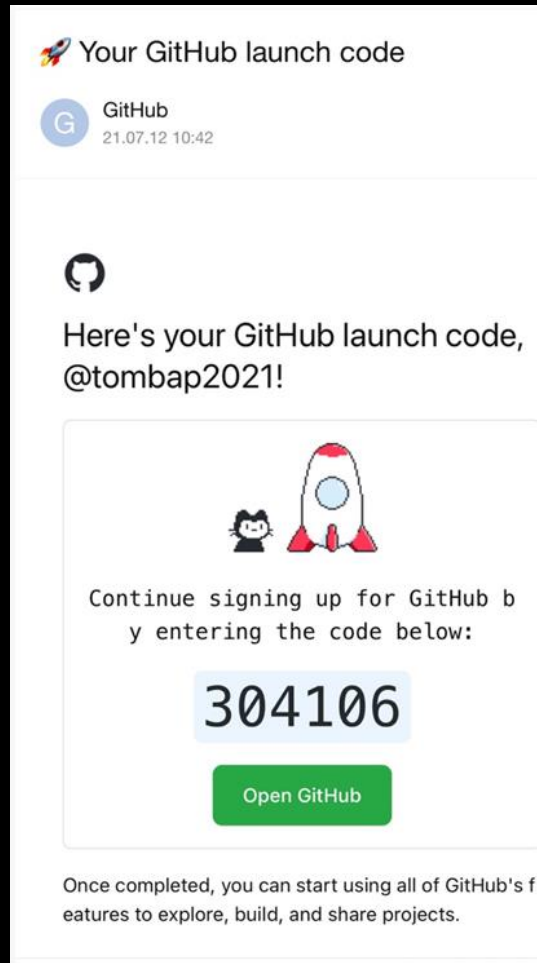 🚀 Your GitHub launch code
G
GitHub
21.07.12 10:42
Here's your GitHub launch code,
@tombap2021!
Continue signing up for GitHub b
y entering the code below:
304106
Open GitHub
Once completed, you can start using all of GitHub's f
eatures to explore, build, and share projects.